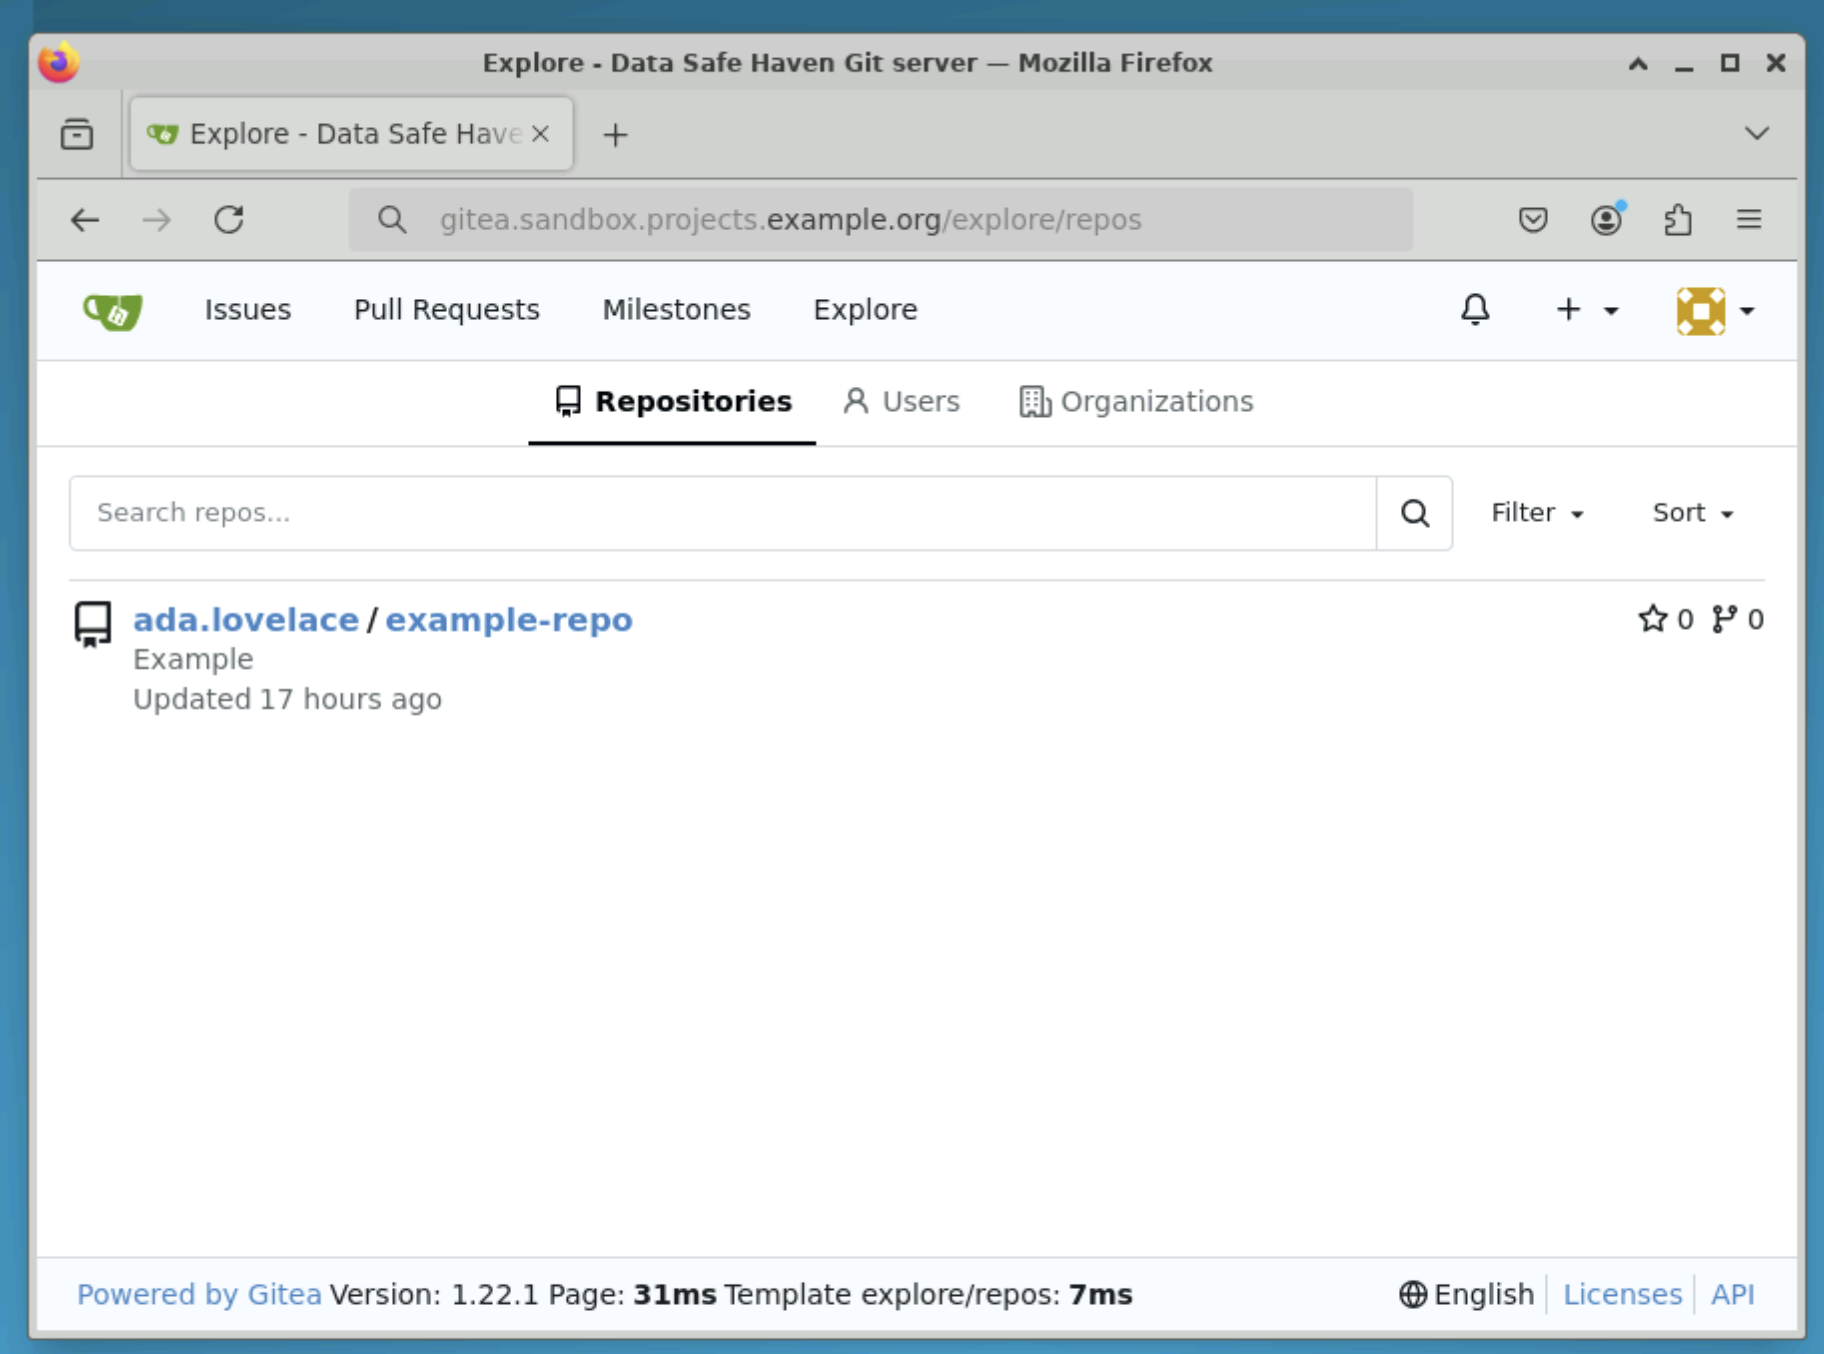 Explore - Data Safe Haven Git server — Mozilla Firefox
Explore - Data Safe Have
gitea.sandbox.projects.example.org/explore/repos
Issues Pull Requests Milestones Explore
Repositories Users Organizations
Search repos... Filter Sort
ada.lovelace / example-repo 0 0
Example
Updated 17 hours ago
Powered by Gitea Version: 1.22.1 Page: 31ms Template explore/repos: 7ms English Licenses API